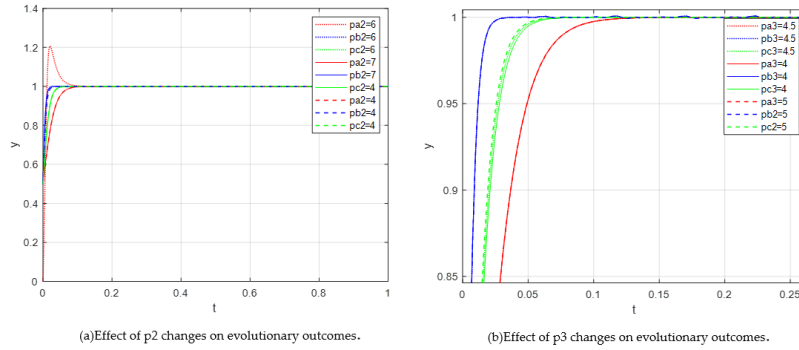 1.4
1.2
1
0.8
0.6
0.4
0.2
0
y
0
0.2
0.4
0.6
0.8
1
t
pa2=6
pb2=6
pc2=6
pa2=7
pb2=7
pc2=4
pa2=4
pb2=4
pc2=4
(a)Effect of p2 changes on evolutionary outcomes.
1
0.95
0.9
0.85
y
0
0.05
0.1
0.15
0.2
0.25
t
pa3=4.5
pb3=4.5
pc3=4.5
pa3=4
pb3=4
pc3=4
pa3=5
pb2=5
pc2=5
(b)Effect of p3 changes on evolutionary outcomes.